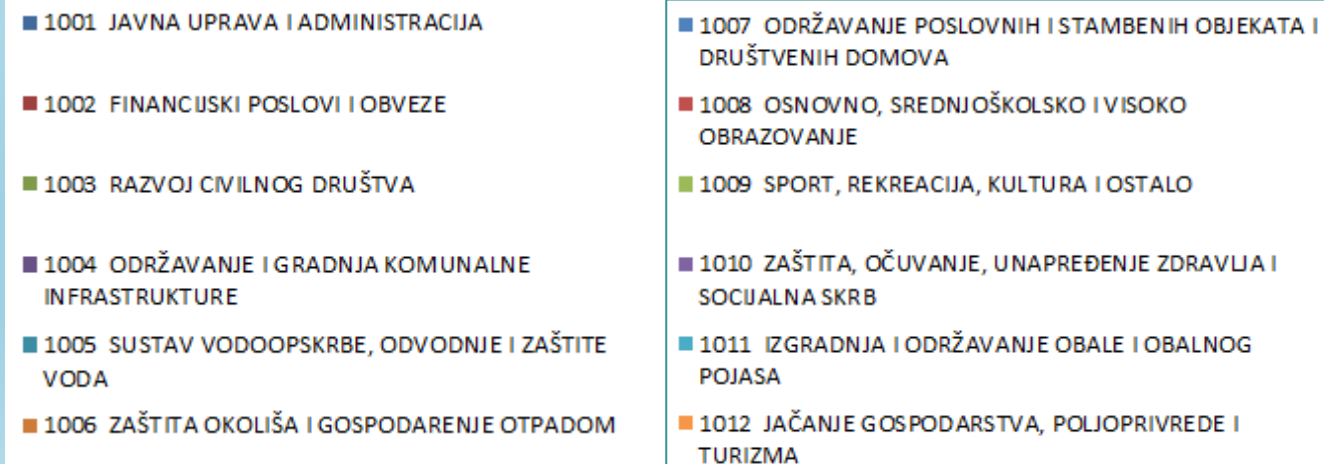 1001 JAVNA UPRAVA I ADMINISTRACIJA
1002 FINANCIJSKI POSLOVI I OBVEZE
1003 RAZVOJ CIVILNOG DRUŠTVA
1004 ODRŽAVANJE I GRADNJA KOMUNALNE
INFRASTRUKTURE
1005 SUSTAV VODOOPSKRBE, ODVODNJE I ZAŠTITE
VODA
1006 ZAŠTITA OKOLIŠA I GOSPODARENJE OTPADOM
1007 ODRŽAVANJE POSLOVNIH I STAMBENIH OBJEKATA I
DRUŠTVENIH DOMOVA
1008 OSNOVNO, SREDNJOŠKOLSKO I VISOKO
OBRAZOVANJE
1009 SPORT, REKREACIJA, KULTURA I OSTALO
1010 ZAŠTITA, OČUVANJE, UNAPREĐENJE ZDRAVLJA I
SOCIJALNA SKRB
1011 IZGRADNJA I ODRŽAVANJE OBALE I OBALNOG
POJASA
1012 JAČANJE GOSPODARSTVA, POLJOPRIVREDE I
TURIZMA